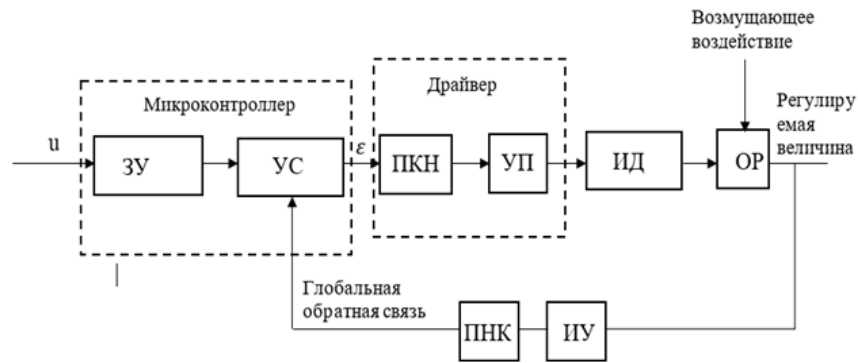 Возмущающее
воздействие
Драйвер
Микроконтроллер
Регулиру
емая
величина
u
ε
ЗУ
УС
ПКН
УП
ИД
ОР
Глобальная
обратная связь
ПНК
ИУ